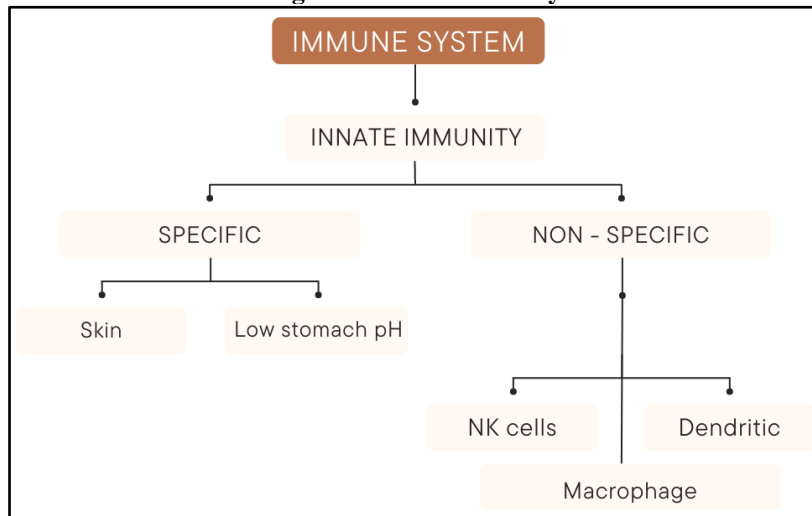 IMMUNE SYSTEM
INNATE IMMUNITY
SPECIFIC
NON - SPECIFIC
Skin
Low stomach pH
NK cells
Dendritic
Macrophage